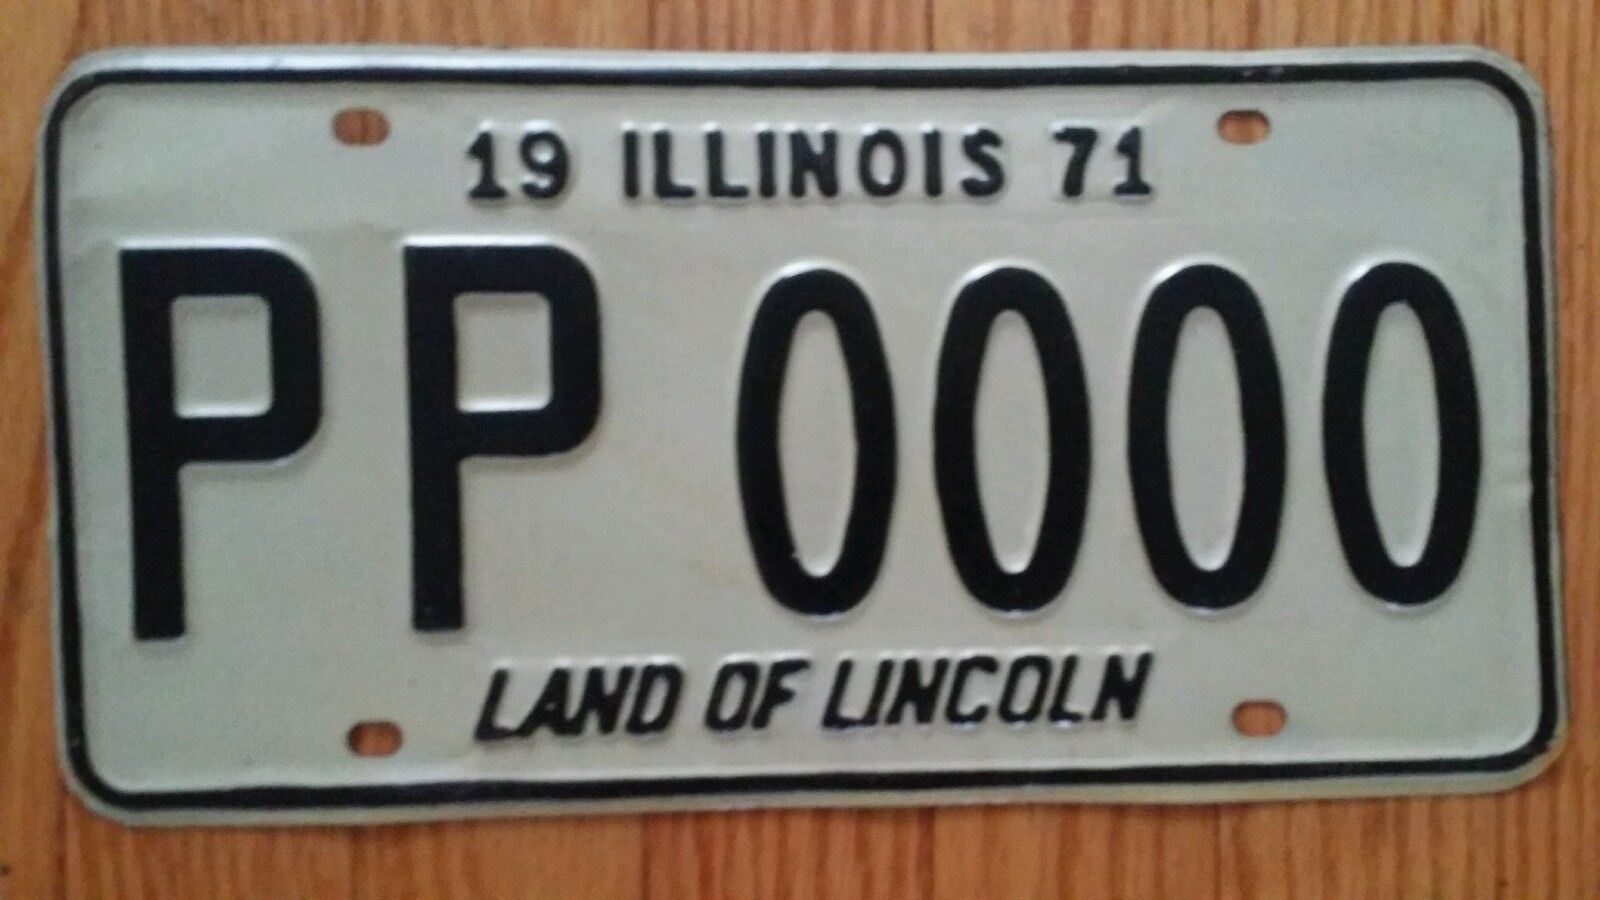 19 ILLINOIS 71
PP 0000
LAND OF LINCOLN